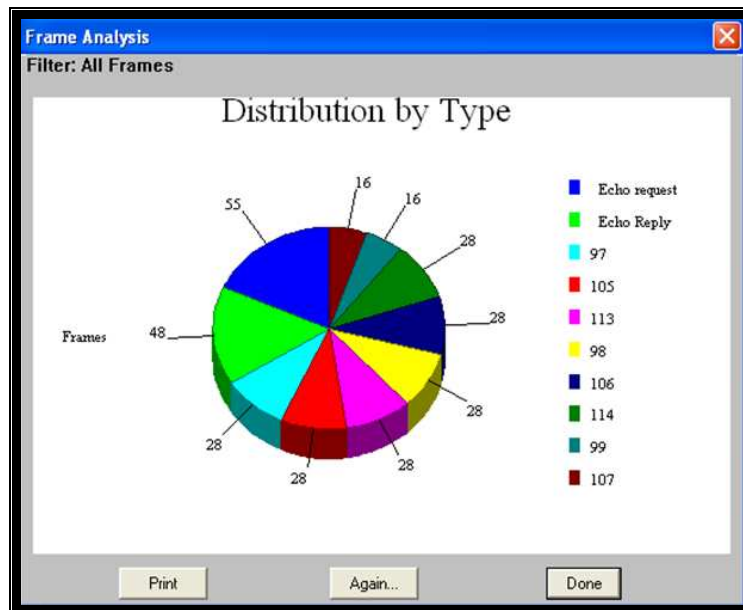 Frame Analysis
Filter: All Frames
Distribution by Type
16
16
55
28
28
Frames
48
28
28
28
28
Echo request
Echo Reply
97
105
113
98
106
114
99
107
Print
Again...
Done